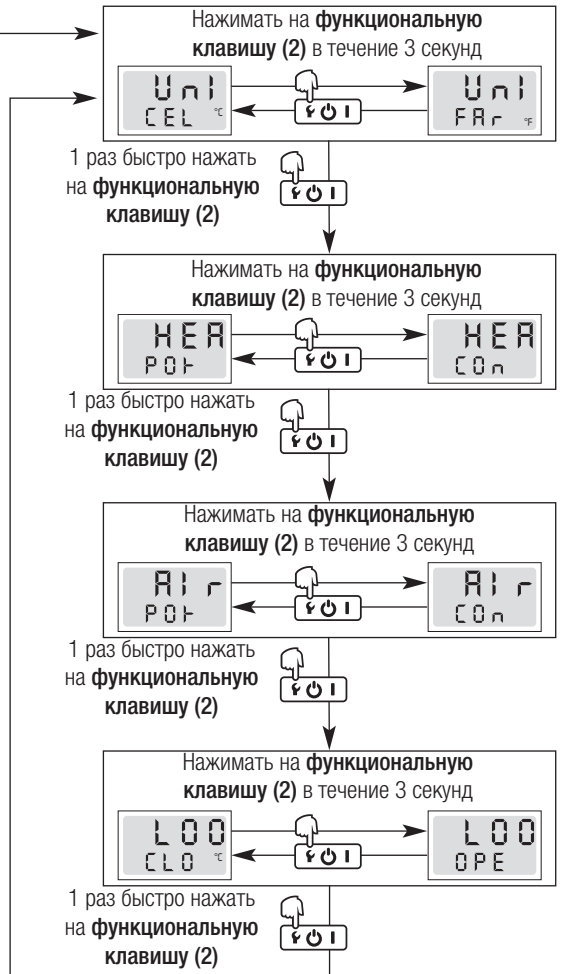 Нажимать на функциональную
клавишу (2) в течение 3 секунд
Uni Uni
CEL °C FAr °F
1 раз быстро нажать
на функциональную
клавишу (2)
Нажимать на функциональную
клавишу (2) в течение 3 секунд
HEA HEA
POt COn
1 раз быстро нажать
на функциональную
клавишу (2)
Нажимать на функциональную
клавишу (2) в течение 3 секунд
AIr AIr
POt COn
1 раз быстро нажать
на функциональную
клавишу (2)
Нажимать на функциональную
клавишу (2) в течение 3 секунд
LOO LOO
CLO °C OPE
1 раз быстро нажать
на функциональную
клавишу (2)